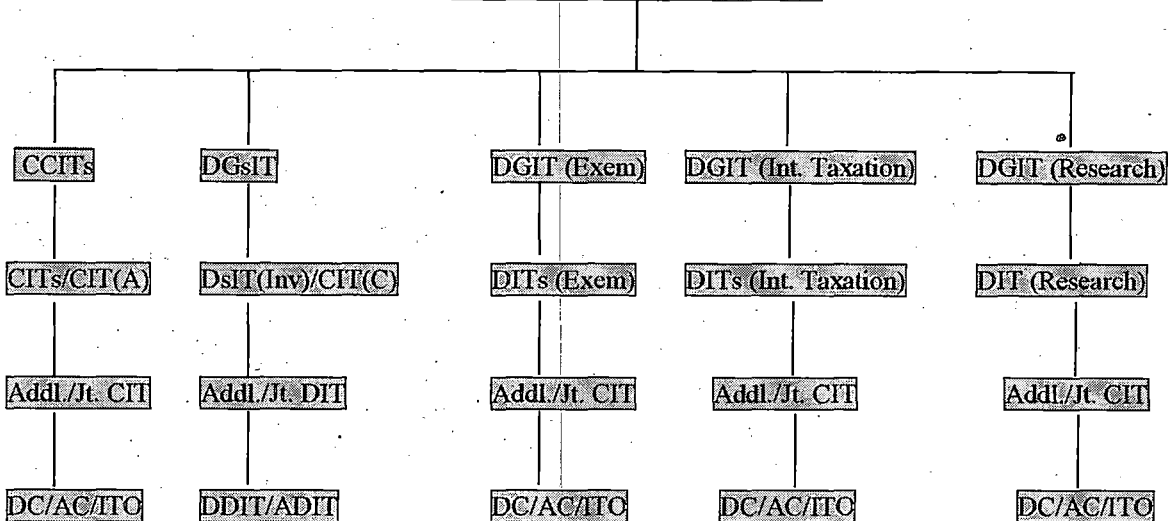 CCITs DGsIT DGIT (Exem) DGIT (Int. Taxation) DGIT (Research)
CITs/CIT(A) DsIT(Inv)/CIT(C) DITs (Exem) DITs (Int. Taxation) DIT (Research)
Addl./Jt. CIT Addl./Jt. DIT Addl./Jt. CIT Addl./Jt. CIT Addl./Jt. CIT
DC/AC/ITO DDIT/ADIT DC/AC/ITO DC/AC/ITO DC/AC/ITO